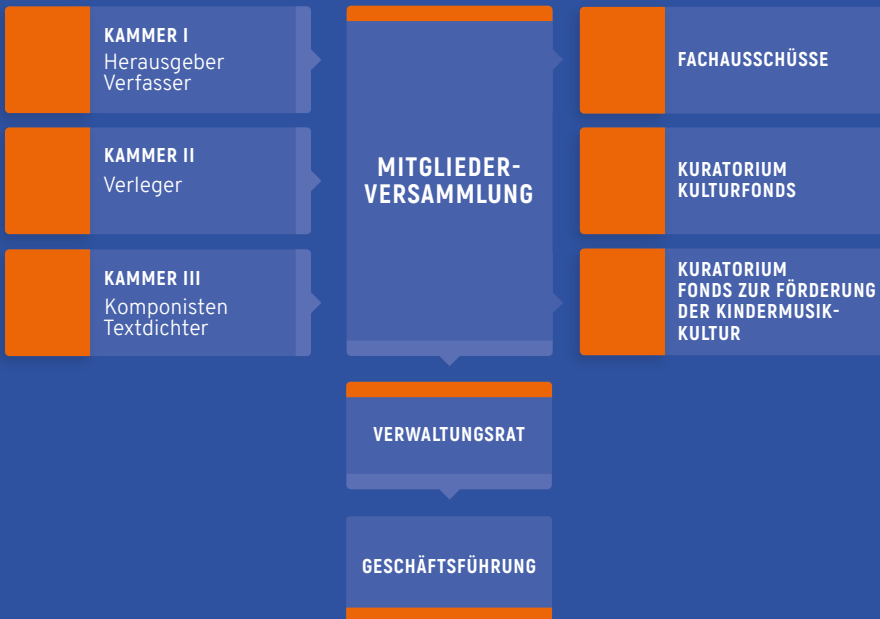 KAMMER I
Herausgeber
Verfasser
KAMMER II
Verleger
KAMMER III
Komponisten
Textdichter
MITGLIEDER-
VERSAMMLUNG
FACHAUSSCHÜSSE
KURATORIUM
KULTURFONDS
KURATORIUM
FONDS ZUR FÖRDERUNG
DER KINDERMUSIK-
KULTUR
VERWALTUNGSRAT
GESCHÄFTSFÜHRUNG